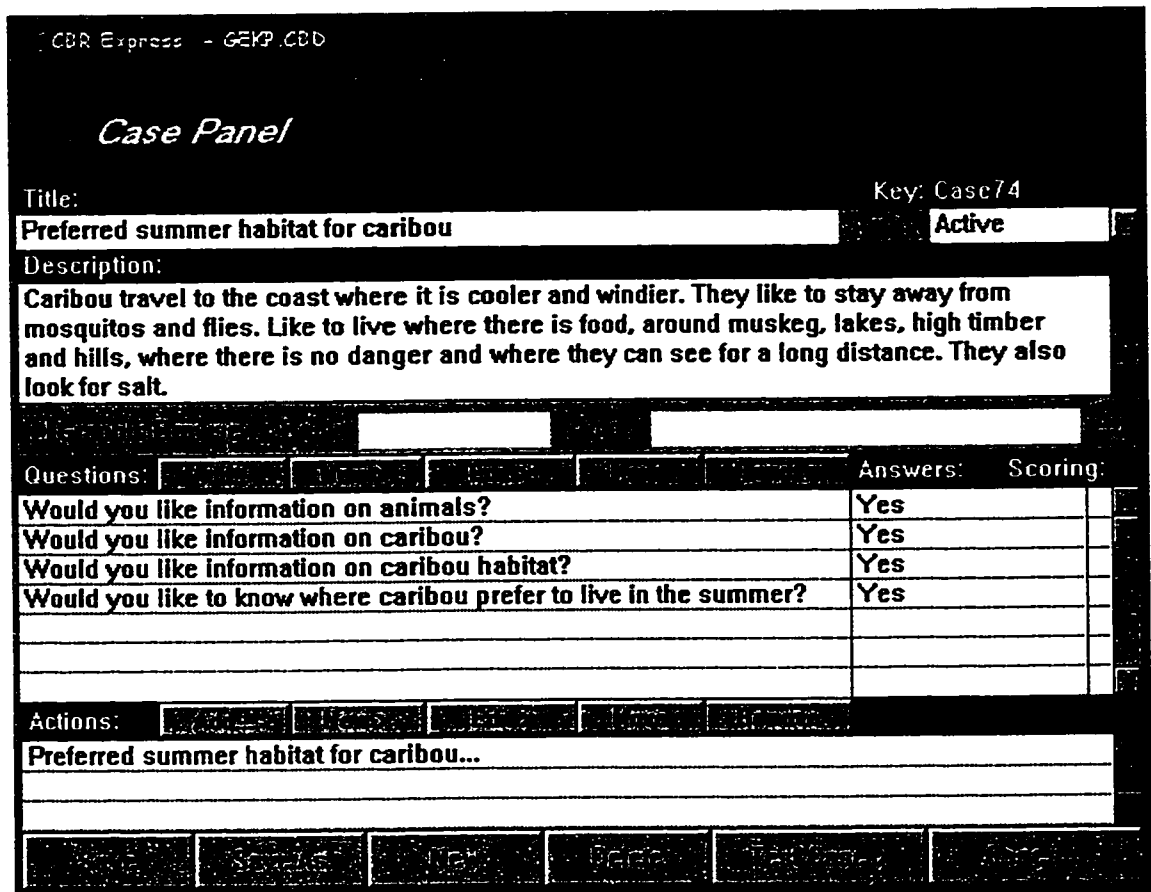 CBR Express - GEKP.CBD
Case Panel
Title:
Key: Case74
Preferred summer habitat for caribou
Active
Description:
Caribou travel to the coast where it is cooler and windier. They like to stay away from
mosquitos and flies. Like to live where there is food, around muskeg, lakes, high timber
and hills, where there is no danger and where they can see for a long distance. They also
look for salt.
Questions:
Answers: Scoring:
Would you like information on animals? Yes
Would you like information on caribou? Yes
Would you like information on caribou habitat? Yes
Would you like to know where caribou prefer to live in the summer? Yes
Actions:
Preferred summer habitat for caribou...